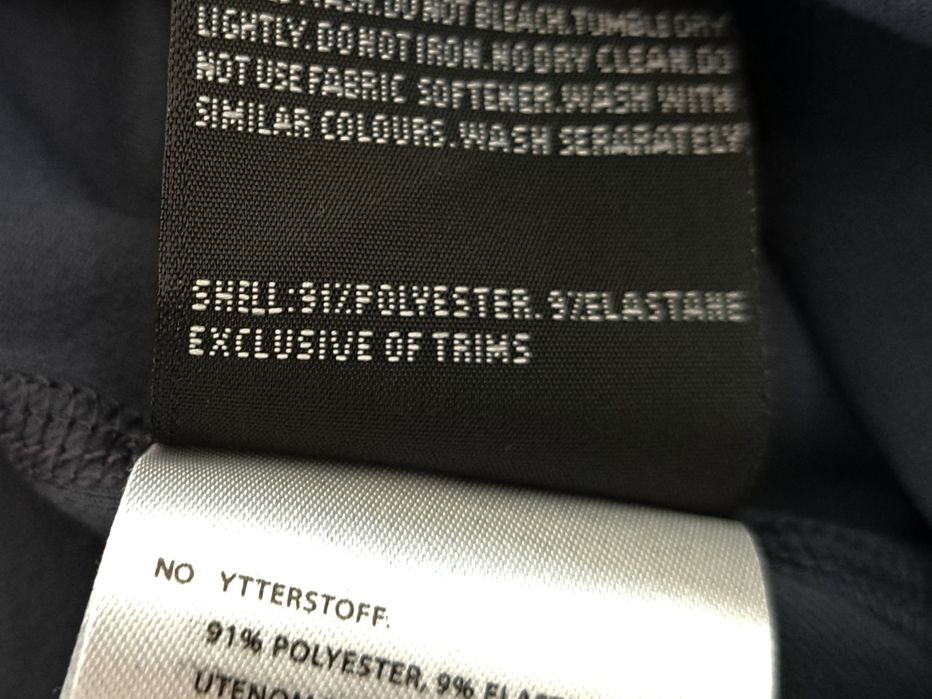 WASH. DO NOT BLEACH. TUMBLE DRY
LIGHTLY. DO NOT IRON. NO DRY CLEAN. DO
NOT USE FABRIC SOFTENER. WASH WITH
SIMILAR COLOURS. WASH SERARATELY
SHELL: 91% POLYESTER. 9% ELASTANE
EXCLUSIVE OF TRIMS
NO YTTERSTOFF:
91% POLYESTER, 9%